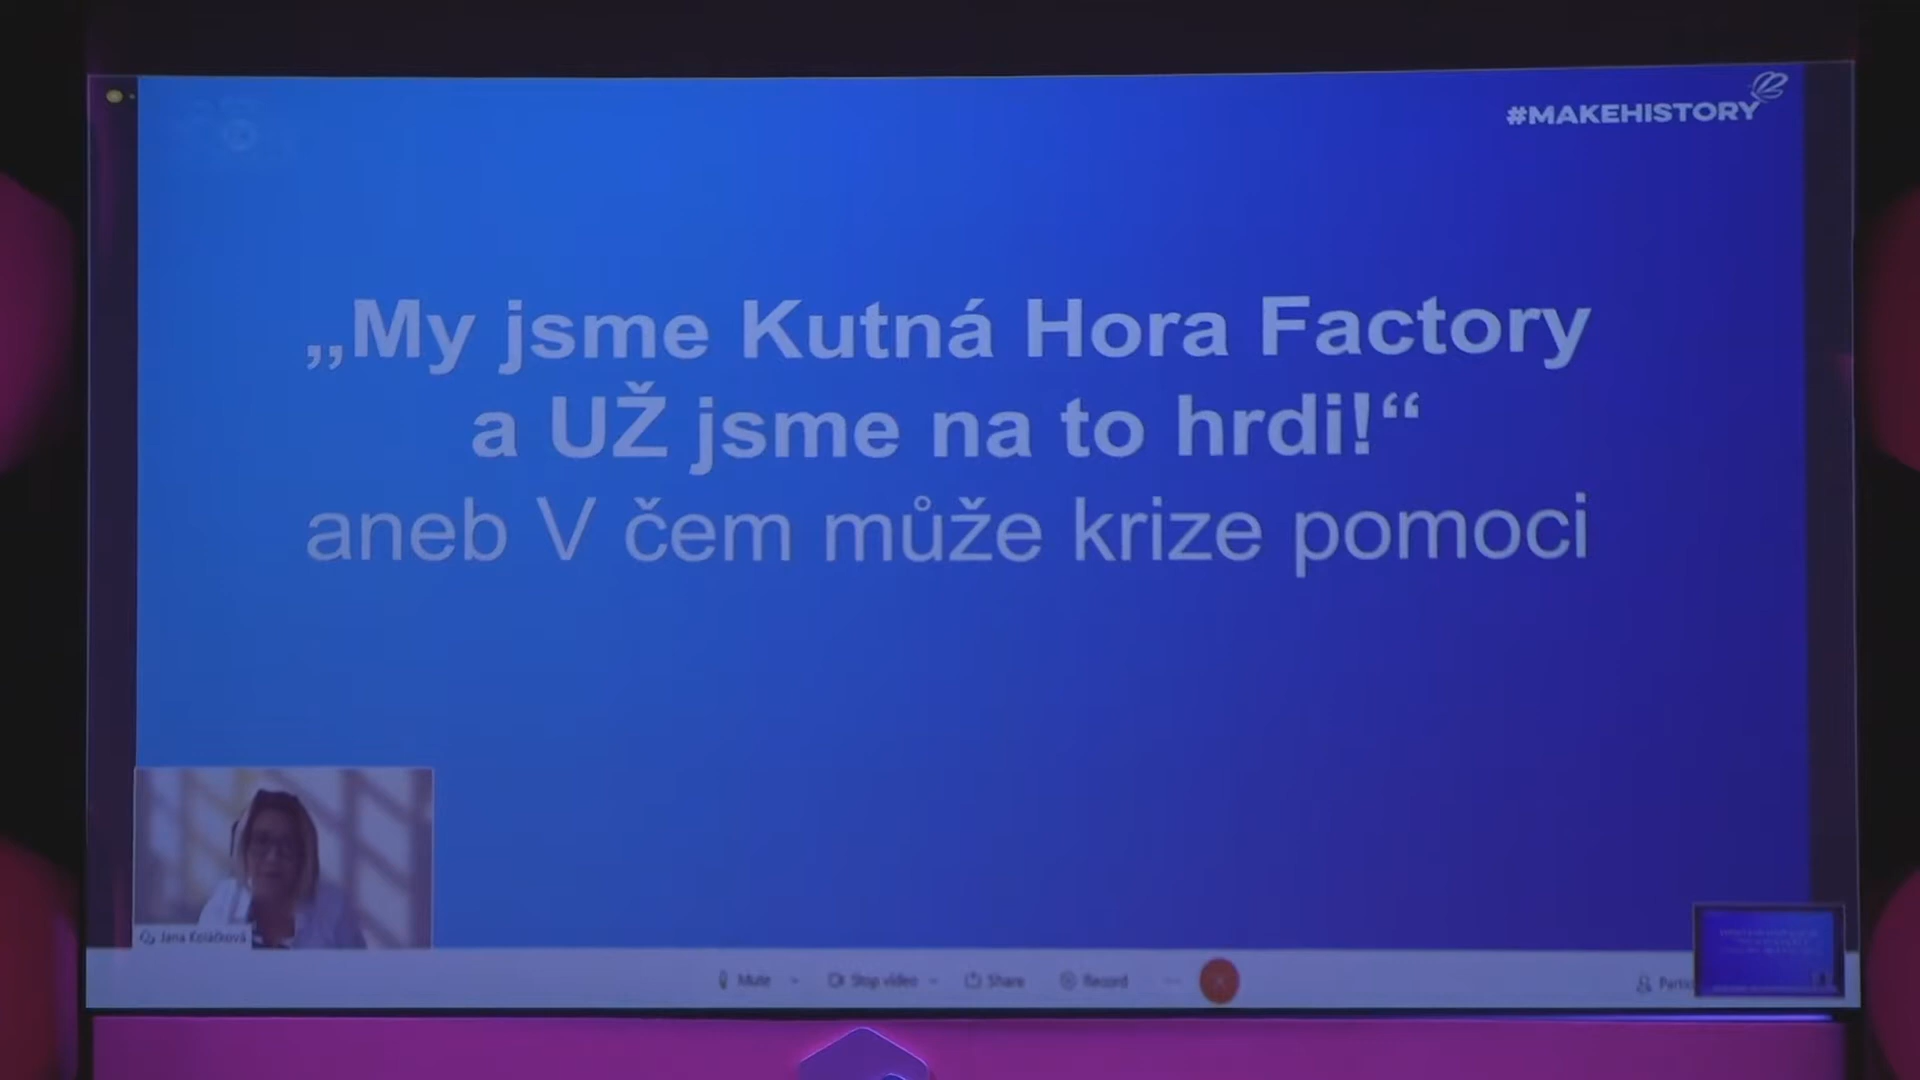 #MAKEHISTORY
„My jsme Kutná Hora Factory
a UŽ jsme na to hrdi!“
aneb V čem může krize pomoci
Jana Koláčková
Mute
Stop video
Share
Record